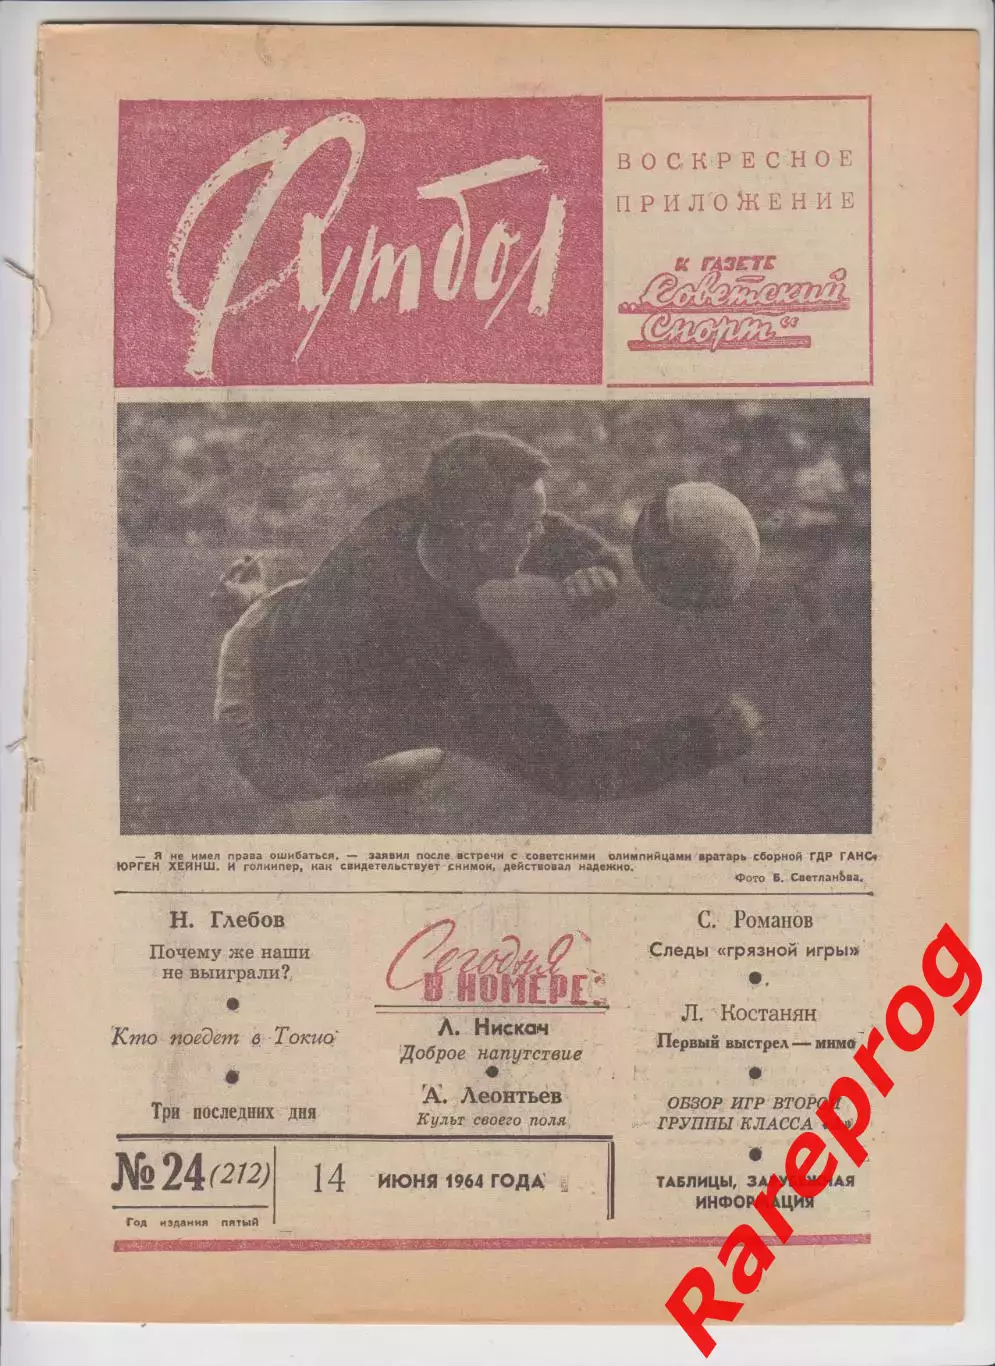 Футбол
ВОСКРЕСНОЕ
ПРИЛОЖЕНИЕ
К ГАЗЕТЕ
„Советский
Спорт“
— Я не имел права ошибаться, — заявил после встречи с советскими олимпийцами вратарь сборной ГДР ГАНС-
ЮРГЕН ХЕЙНШ. И голкипер, как свидетельствует снимок, действовал надежно.
Фото Б. Светланова.
Н. Глебов
Почему же наши
не выиграли?
Кто поедет в Токио
Три последних дня
Сегодня
В НОМЕРЕ:
Л. Нискач
Доброе напутствие
А. Леонтьев
Культ своего поля
С. Романов
Следы «грязной игры»
Л. Костанян
Первый выстрел — мимо
ОБЗОР ИГР ВТОРОЙ
ГРУППЫ КЛАССА «А»
ТАБЛИЦЫ, ЗАРУБЕЖНАЯ
ИНФОРМАЦИЯ
№ 24 (212)
Год издания пятый
14 ИЮНЯ 1964 ГОДА
Rareprog